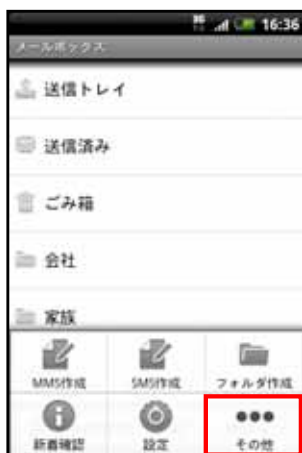 16:36
メールボックス
送信トレイ
送信済み
ごみ箱
会社
家族
MMS作成
SMS作成
フォルダ作成
新着確認
設定
その他